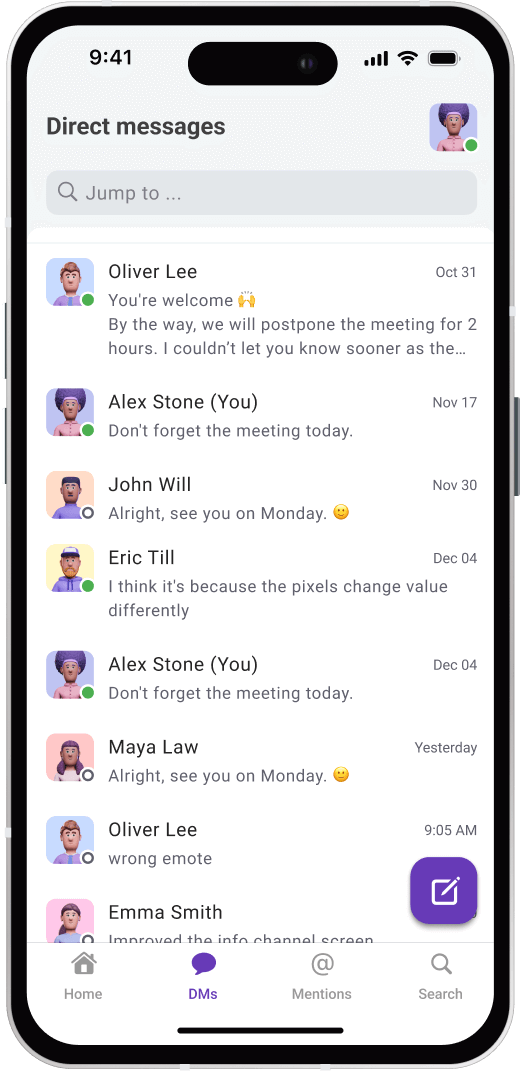 9:41
Direct messages
Jump to ...
Oliver Lee Oct 31
You're welcome 🙌
By the way, we will postpone the meeting for 2
hours. I couldn’t let you know sooner as the…
Alex Stone (You) Nov 17
Don't forget the meeting today.
John Will Nov 30
Alright, see you on Monday. 🙂
Eric Till Dec 04
I think it's because the pixels change value
differently
Alex Stone (You) Dec 04
Don't forget the meeting today.
Maya Law Yesterday
Alright, see you on Monday. 🙂
Oliver Lee 9:05 AM
wrong emote
Emma Smith
Improved the info channel screen
Home DMs Mentions Search